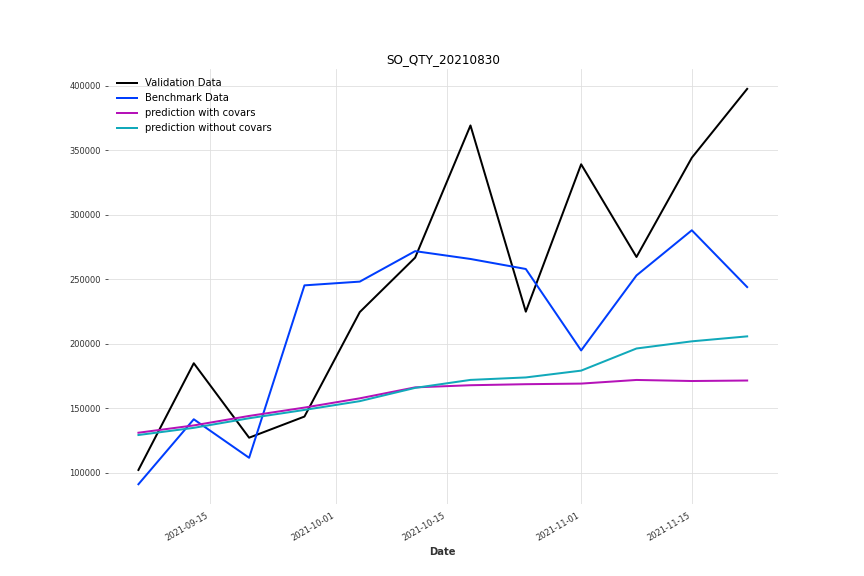 SO_QTY_20210830
Validation Data
Benchmark Data
prediction with covars
prediction without covars
400000
350000
300000
250000
200000
150000
100000
2021-09-15
2021-10-01
2021-10-15
2021-11-01
2021-11-15
Date